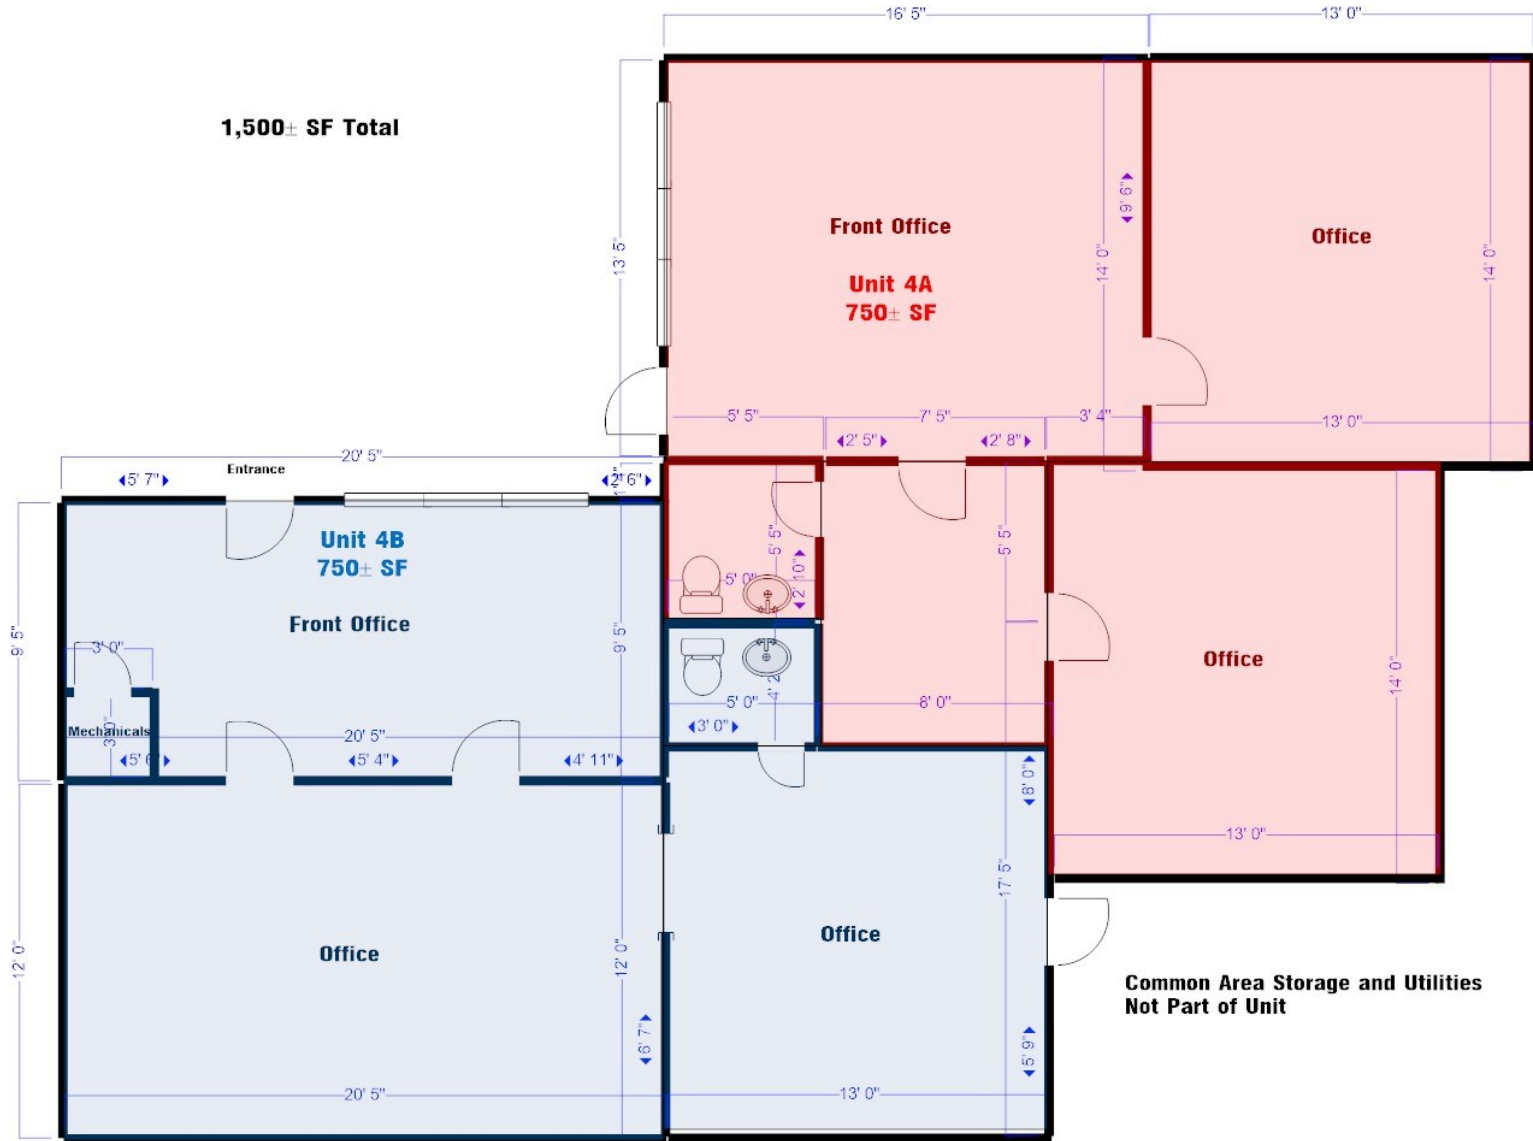 16' 5"
13' 0"
1,500± SF Total
13' 5"
9' 6"
Front Office
Office
14' 0"
14' 0"
Unit 4A
750± SF
5' 5"
7' 5"
3' 4"
13' 0"
2' 5"
2' 8"
20' 5"
Entrance
5' 7"
2' 6"
Unit 4B
750± SF
5' 5"
5' 5"
5' 0"
2' 10"
Front Office
9' 5"
9' 5"
3' 0"
Office
14' 0"
5' 0"
8' 0"
3' 0"
Mechanicals
3' 0"
20' 5"
5' 4"
4' 11"
8' 0"
13' 0"
17' 5"
Office
Office
12' 0"
12' 0"
Common Area Storage and Utilities
Not Part of Unit
6' 7"
5' 9"
20' 5"
13' 0"